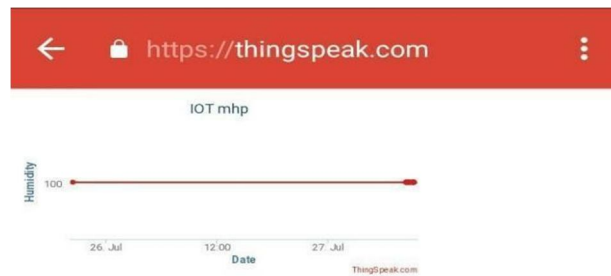 https://thingspeak.com
IOT mhp
Humidity
100
26. Jul
12:00
27. Jul
Date
ThingSpeak.com